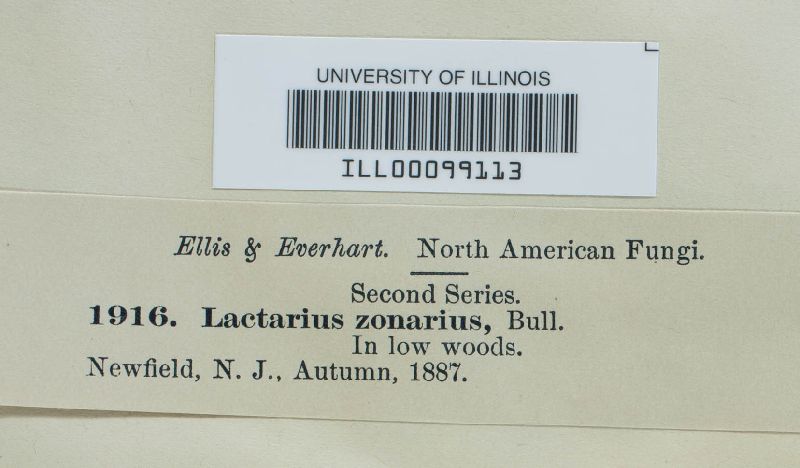 UNIVERSITY OF ILLINOIS
ILL00099113
Ellis & Everhart. North American Fungi.
Second Series.
1916. Lactarius zonarius, Bull.
In low woods.
Newfield, N. J., Autumn, 1887.